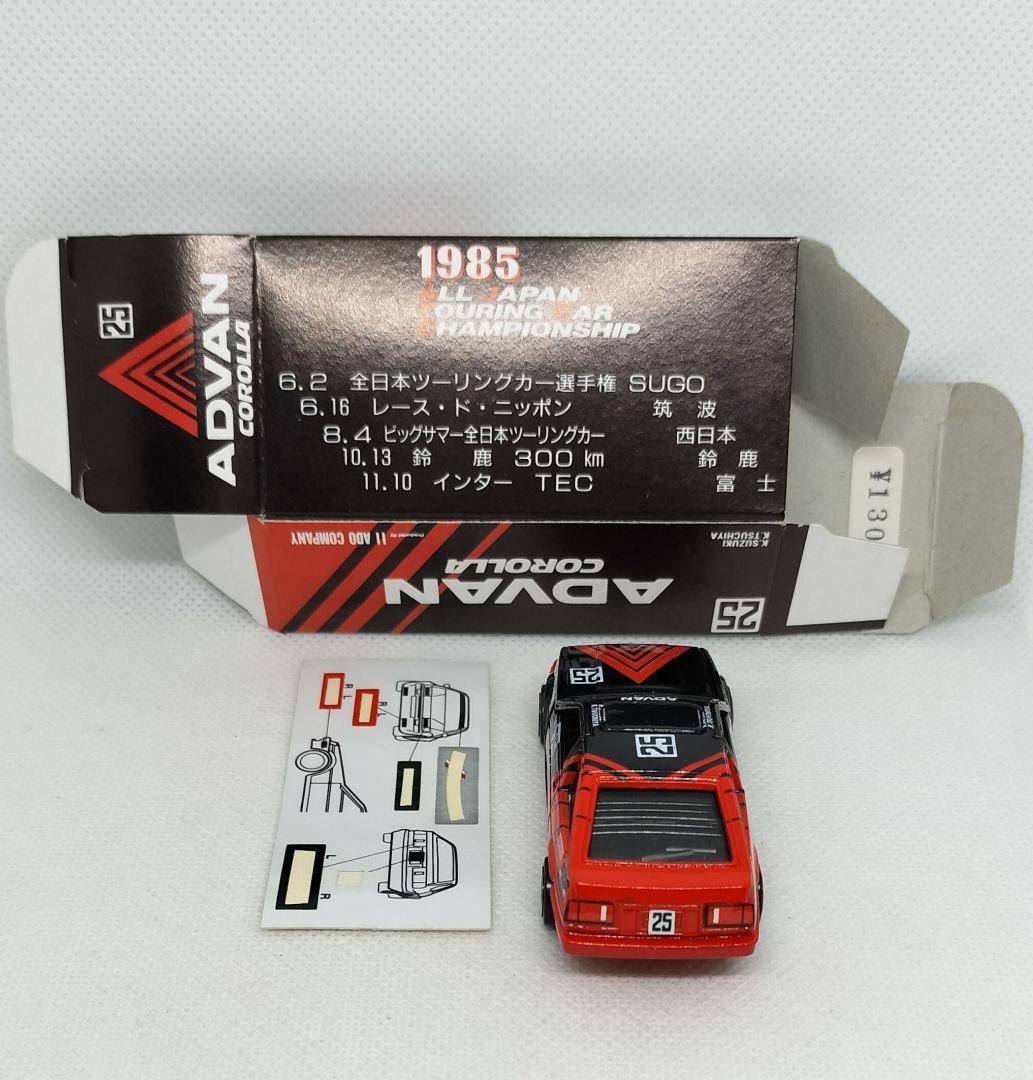 25
ADVAN
COROLLA
1985
ALL JAPAN
TOURING CAR
CHAMPIONSHIP
6.2 全日本ツーリングカー選手権 SUGO
6.16 レース・ド・ニッポン 筑波
8.4 ビッグサマー全日本ツーリングカー 西日本
10.13 鈴鹿 300km 鈴鹿
11.10 インター TEC 富士
¥130
Produced by ADO COMPANY
K.SUZUKI
K.TSUCHIYA
ADVAN
COROLLA
25
R
L
R
L
L
R
25
ADVAN
25
25